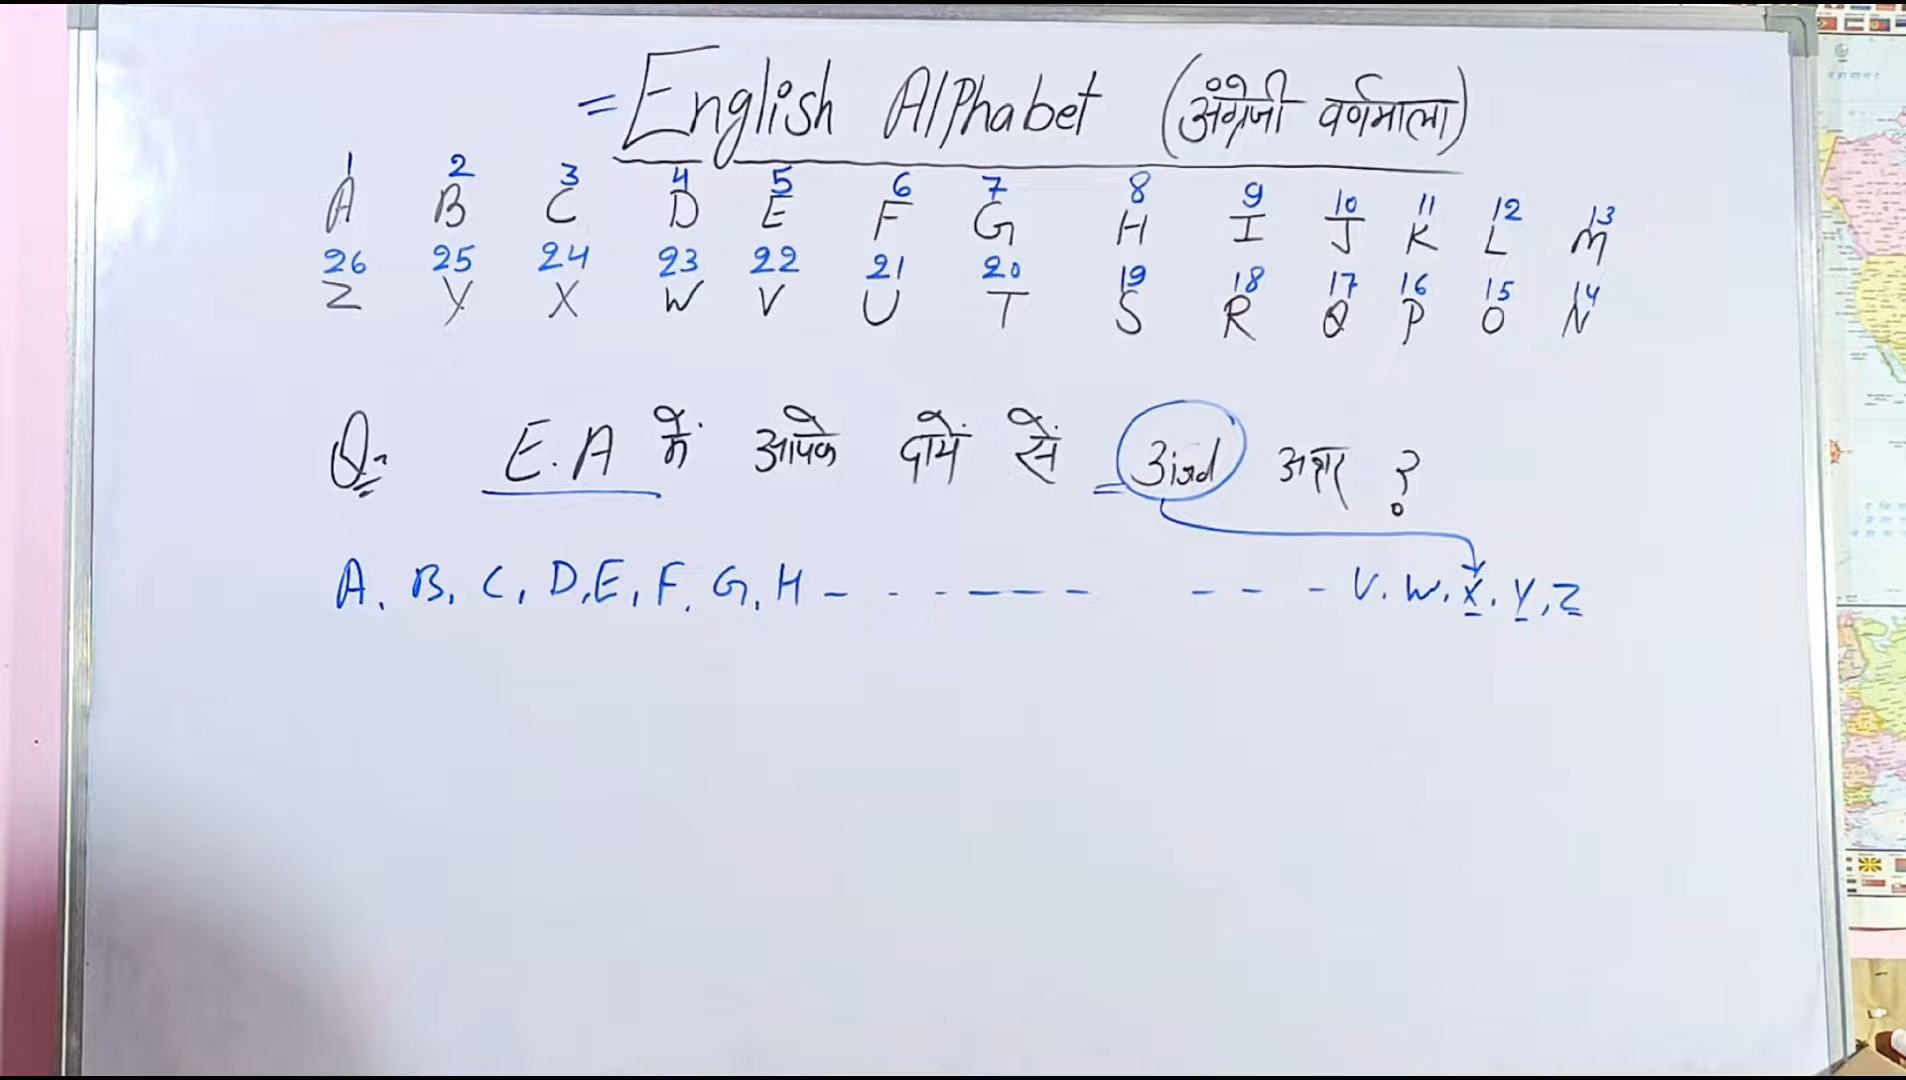 = English Alphabet (अंग्रेजी वर्णमाला)
1 2 3 4 5 6 7 8 9 10 11 12 13
A B C D E F G H I J K L M
26 25 24 23 22 21 20 19 18 17 16 15 14
Z Y X W V U T S R Q P O N
Q. E.A में आपके दायें सें 3ird अक्षर ?
A, B, C, D, E, F, G, H - - - - - - - - - V. W. X. Y, Z